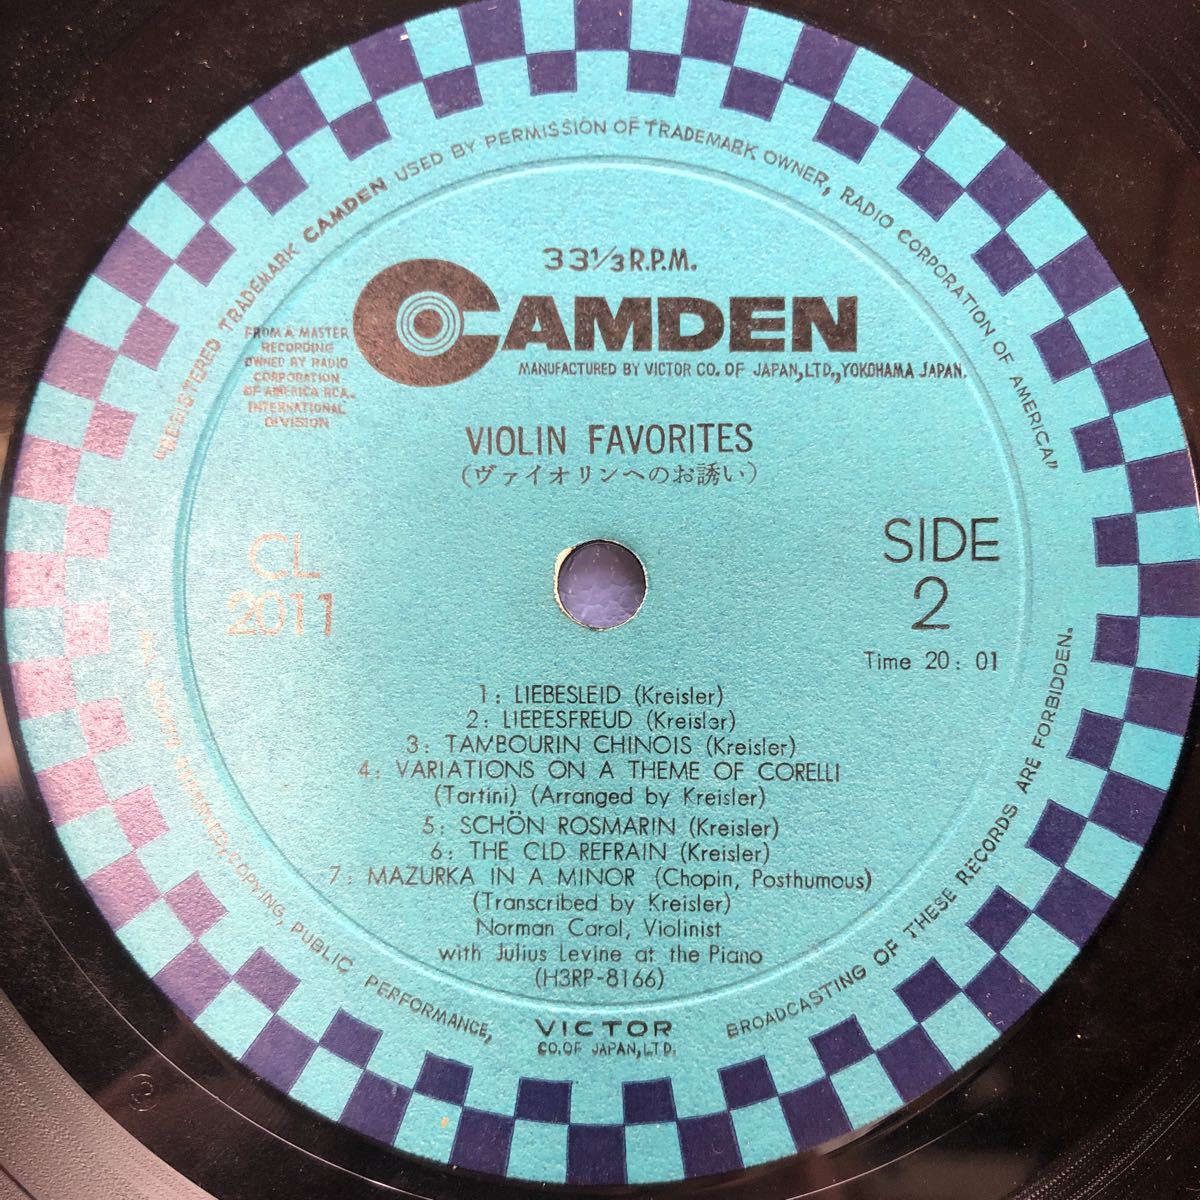 "REGISTERED TRADEMARK CAMDEN USED BY PERMISSION OF TRADEMARK OWNER, RADIO CORPORATION OF AMERICA"
33⅓ R.P.M.
CAMDEN
MANUFACTURED BY VICTOR CO. OF JAPAN, LTD., YOKOHAMA JAPAN.
FROM A MASTER
RECORDING
OWNED BY RADIO
CORPORATION
OF AMERICA RCA.
INTERNATIONAL
DIVISION
VIOLIN FAVORITES
(ヴァイオリンへのお誘い)
CL
2011
SIDE
2
Time 20: 01
1: LIEBESLEID (Kreisler)
2: LIEBESFREUD (Kreisler)
3: TAMBOURIN CHINOIS (Kreisler)
4: VARIATIONS ON A THEME OF CORELLI
(Tartini) (Arranged by Kreisler)
5: SCHÖN ROSMARIN (Kreisler)
6: THE CLD REFRAIN (Kreisler)
7: MAZURKA IN A MINOR (Chopin, Posthumous)
(Transcribed by Kreisler)
Norman Carol, Violinist
with Julius Levine at the Piano
(H3RP-8166)
COPYING, PUBLIC PERFORMANCE, BROADCASTING OF THESE RECORDS ARE FORBIDDEN.
VICTOR
CO. OF JAPAN, LTD.